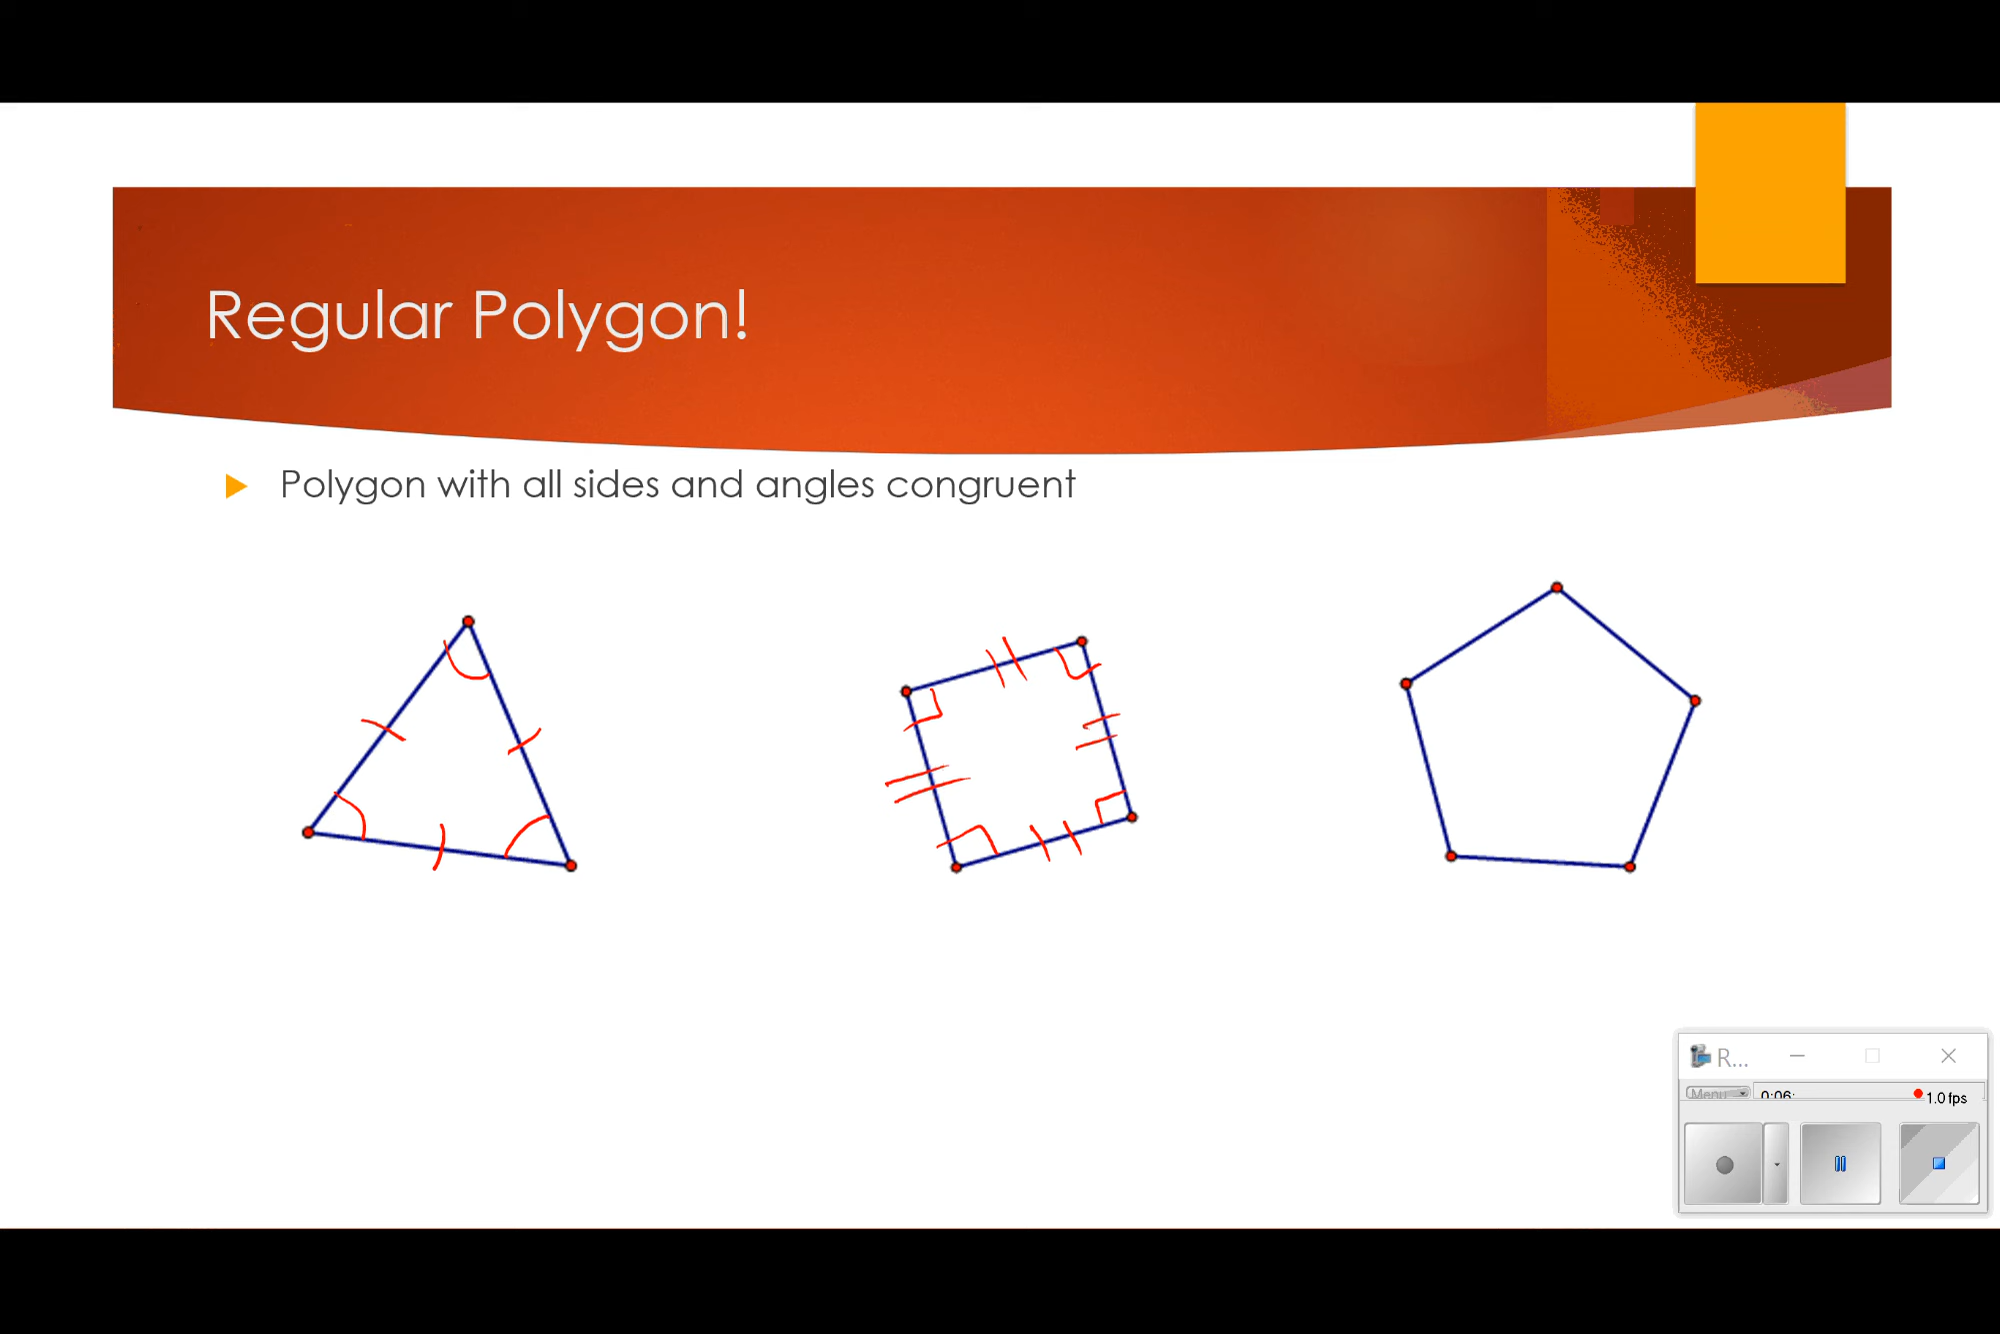 Regular Polygon!
Polygon with all sides and angles congruent
R...
Menu
0:06:
1.0 fps